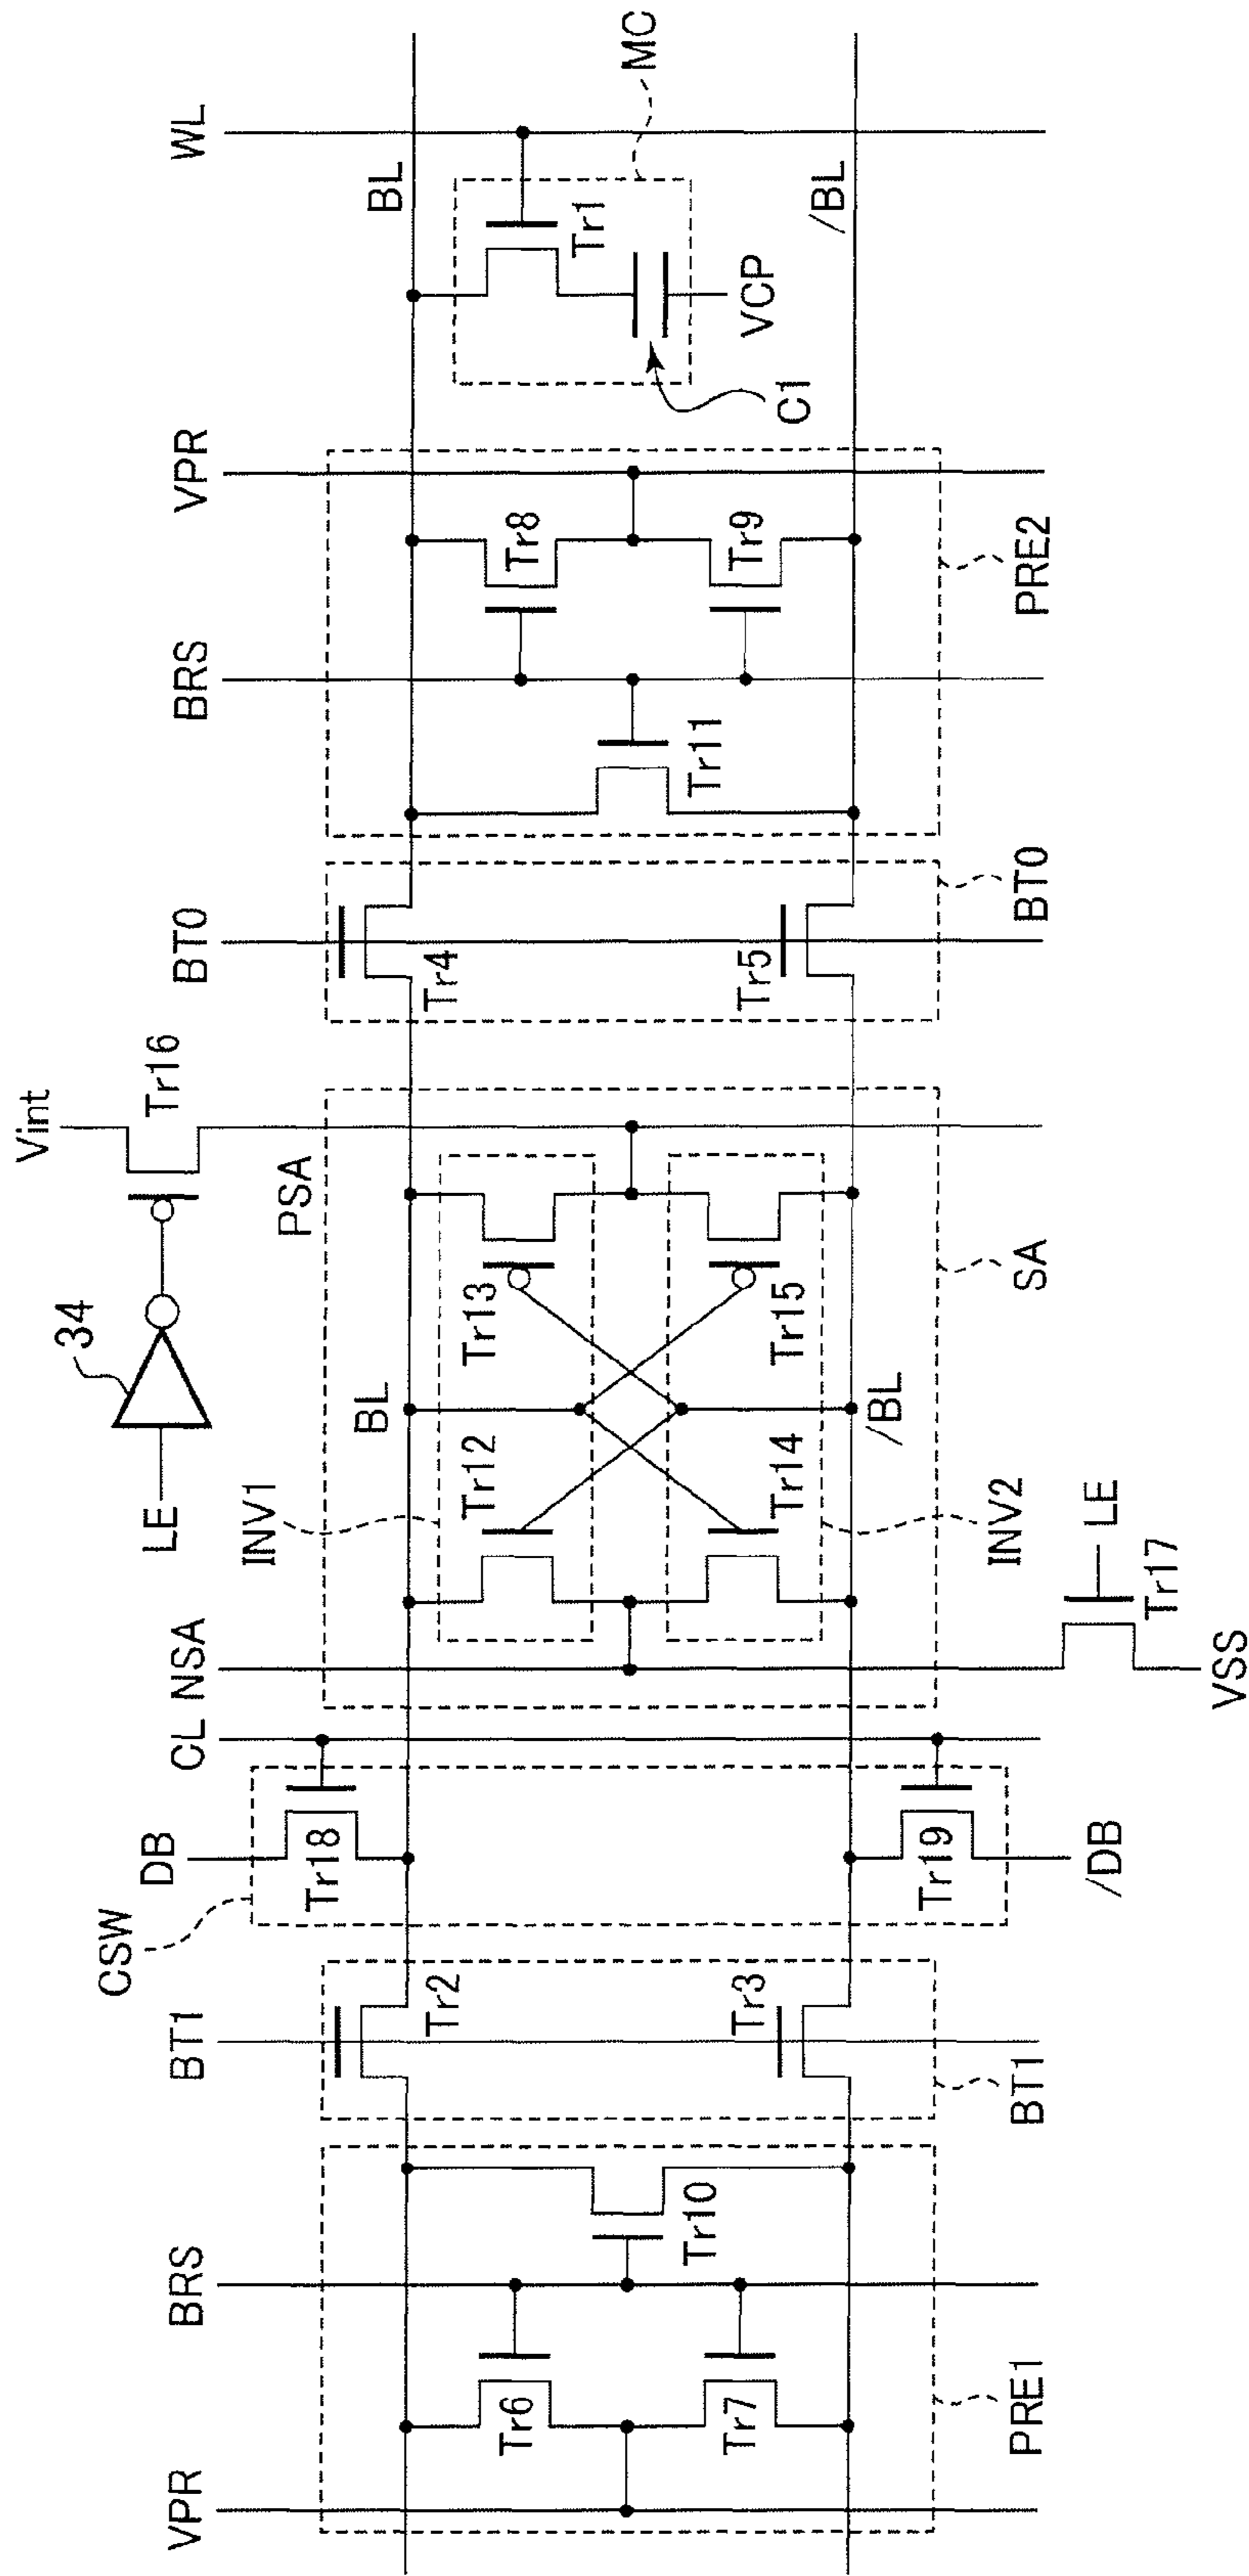 VPR
BRS
BT1
CSW
DB
CL
NSA
LE
34
Vint
Tr16
BT0
BRS
VPR
WL
INV1
PSA
BL
BL
MC
Tr6
Tr7
Tr10
Tr2
Tr3
Tr18
Tr19
Tr12
Tr13
Tr14
Tr15
Tr4
Tr5
Tr11
Tr8
Tr9
Tr1
VCP
C1
/BL
/BL
PRE1
BT1
/DB
INV2
SA
BT0
PRE2
LE
Tr17
VSS